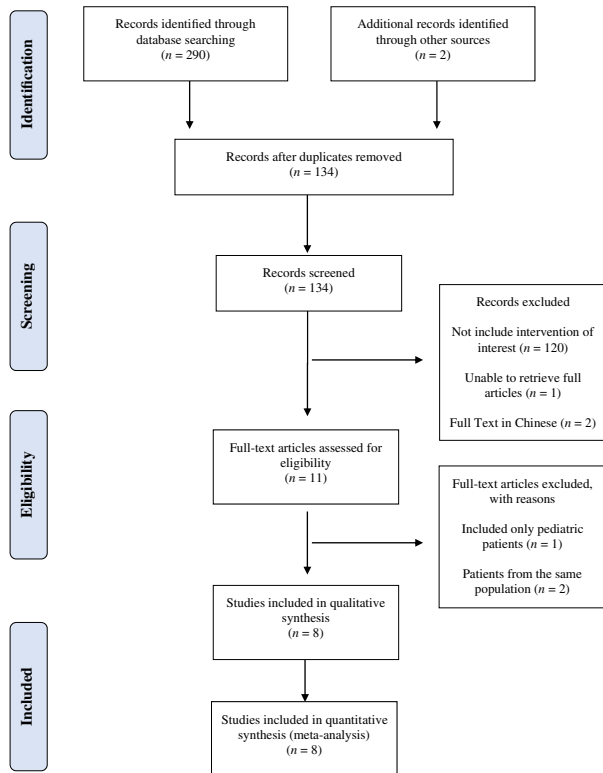 Identification
Records identified through
database searching
(n = 290)
Additional records identified
through other sources
(n = 2)
Records after duplicates removed
(n = 134)
Screening
Records screened
(n = 134)
Records excluded
Not include intervention of
interest (n = 120)
Unable to retrieve full
articles (n = 1)
Full Text in Chinese (n = 2)
Eligibility
Full-text articles assessed for
eligibility
(n = 11)
Full-text articles excluded,
with reasons
Included only pediatric
patients (n = 1)
Patients from the same
population (n = 2)
Included
Studies included in qualitative
synthesis
(n = 8)
Studies included in quantitative
synthesis (meta-analysis)
(n = 8)